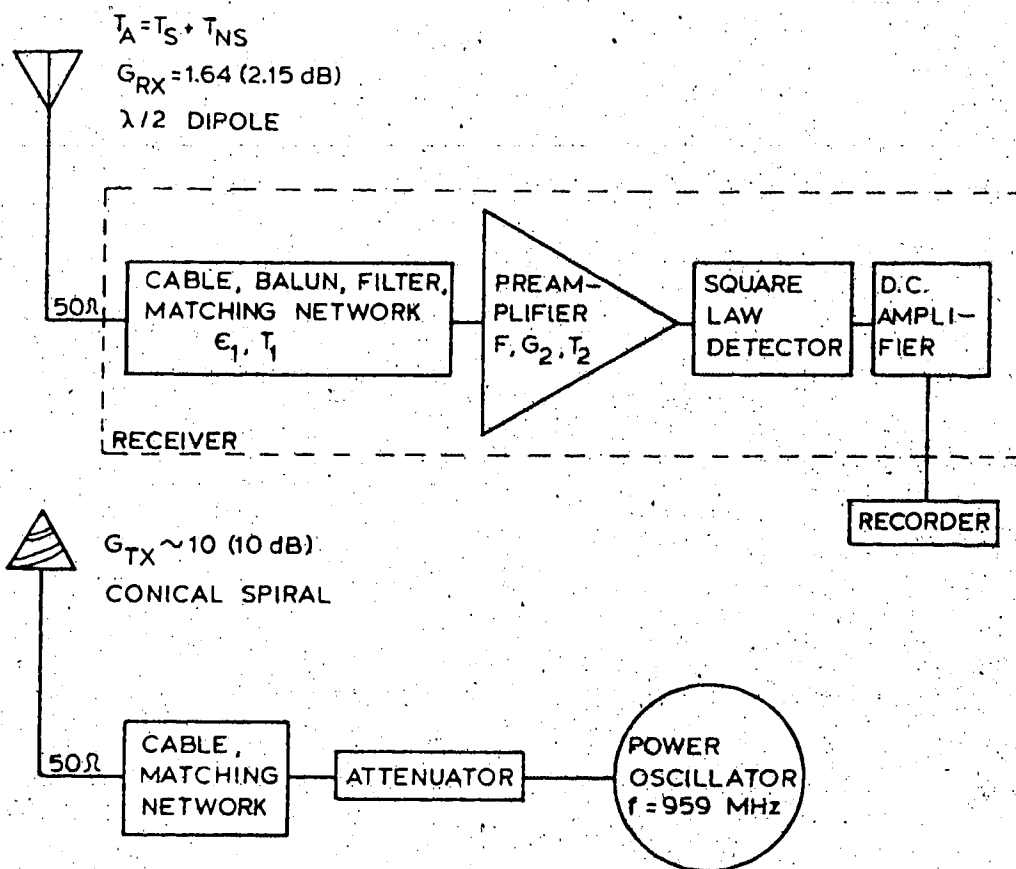 T_A = T_S + T_NS
G_RX = 1.64 (2.15 dB)
λ/2 DIPOLE
50Ω
CABLE, BALUN, FILTER,
MATCHING NETWORK
ϵ_1, T_1
PREAM-
PLIFIER
F, G_2, T_2
SQUARE
LAW
DETECTOR
D.C.
AMPLI-
FIER
RECEIVER
RECORDER
G_TX ~ 10 (10 dB)
CONICAL SPIRAL
50Ω
CABLE,
MATCHING
NETWORK
ATTENUATOR
POWER
OSCILLATOR
f = 959 MHz